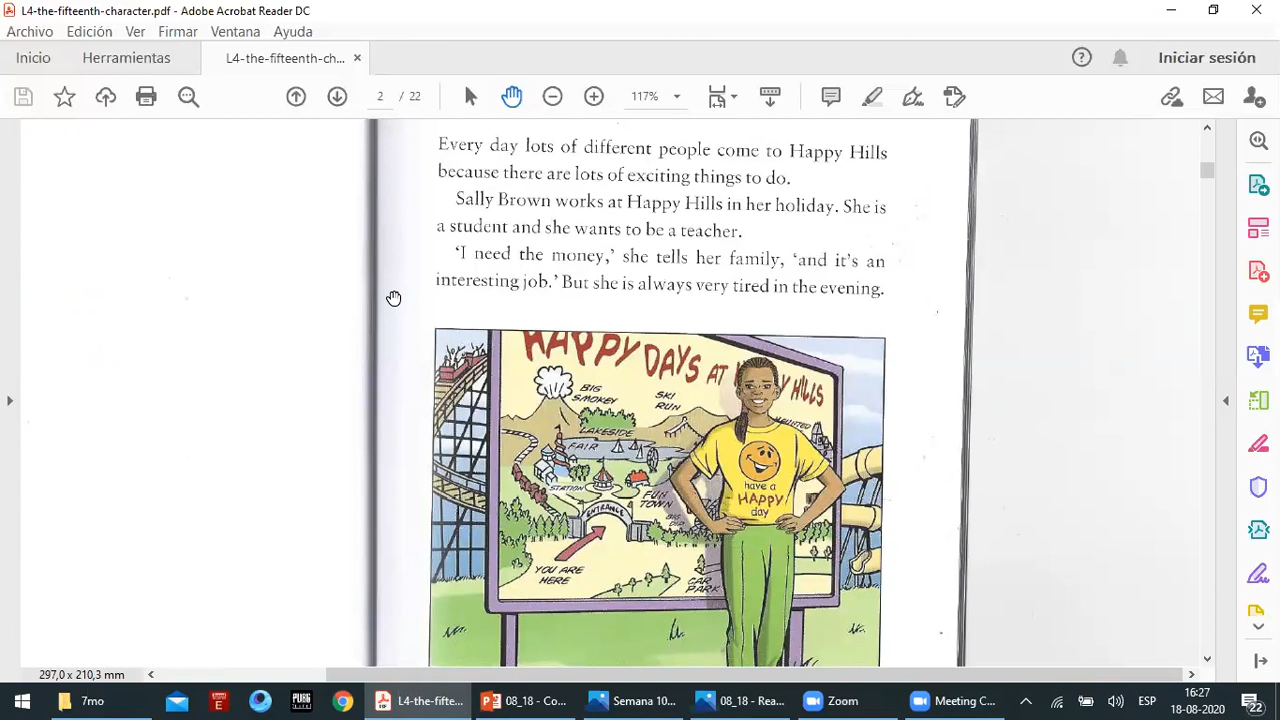 L4-the-fifteenth-character.pdf - Adobe Acrobat Reader DC
Archivo Edición Ver Firmar Ventana Ayuda
Inicio Herramientas L4-the-fifteenth-ch... × Iniciar sesión
2 / 22 117%
Every day lots of different people come to Happy Hills
because there are lots of exciting things to do.
Sally Brown works at Happy Hills in her holiday. She is
a student and she wants to be a teacher.
‘I need the money,’ she tells her family, ‘and it’s an
interesting job.’ But she is always very tired in the evening.
HAPPY DAYS AT HILLS
BIG
SMOKEY
SKI
RUN
LAKESIDE
FAIR
STATION
FUN
TOWN
BIG
DIP
ENTRANCE
YOU ARE
HERE
CAR
PARK
have a
HAPPY
day
297,0 x 210,3 mm
7mo L4-the-fifte... 08_18 - Co... Semana 10... 08_18 - Rea... Zoom Meeting C... ESP 16:27
PUBG
18-08-2020 22